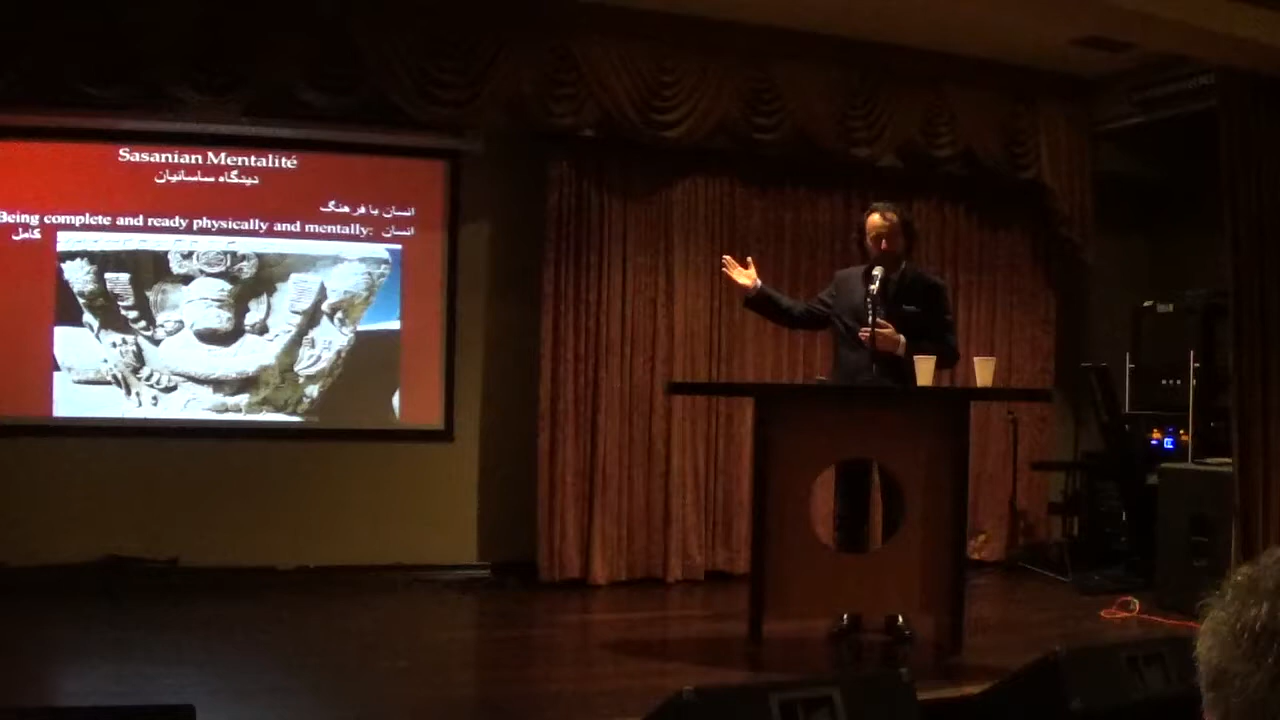 Sasanian Mentalité
دیدگاه ساسانیان
انسان با فرهنگ
Being complete and ready physically and mentally: انسان
کامل